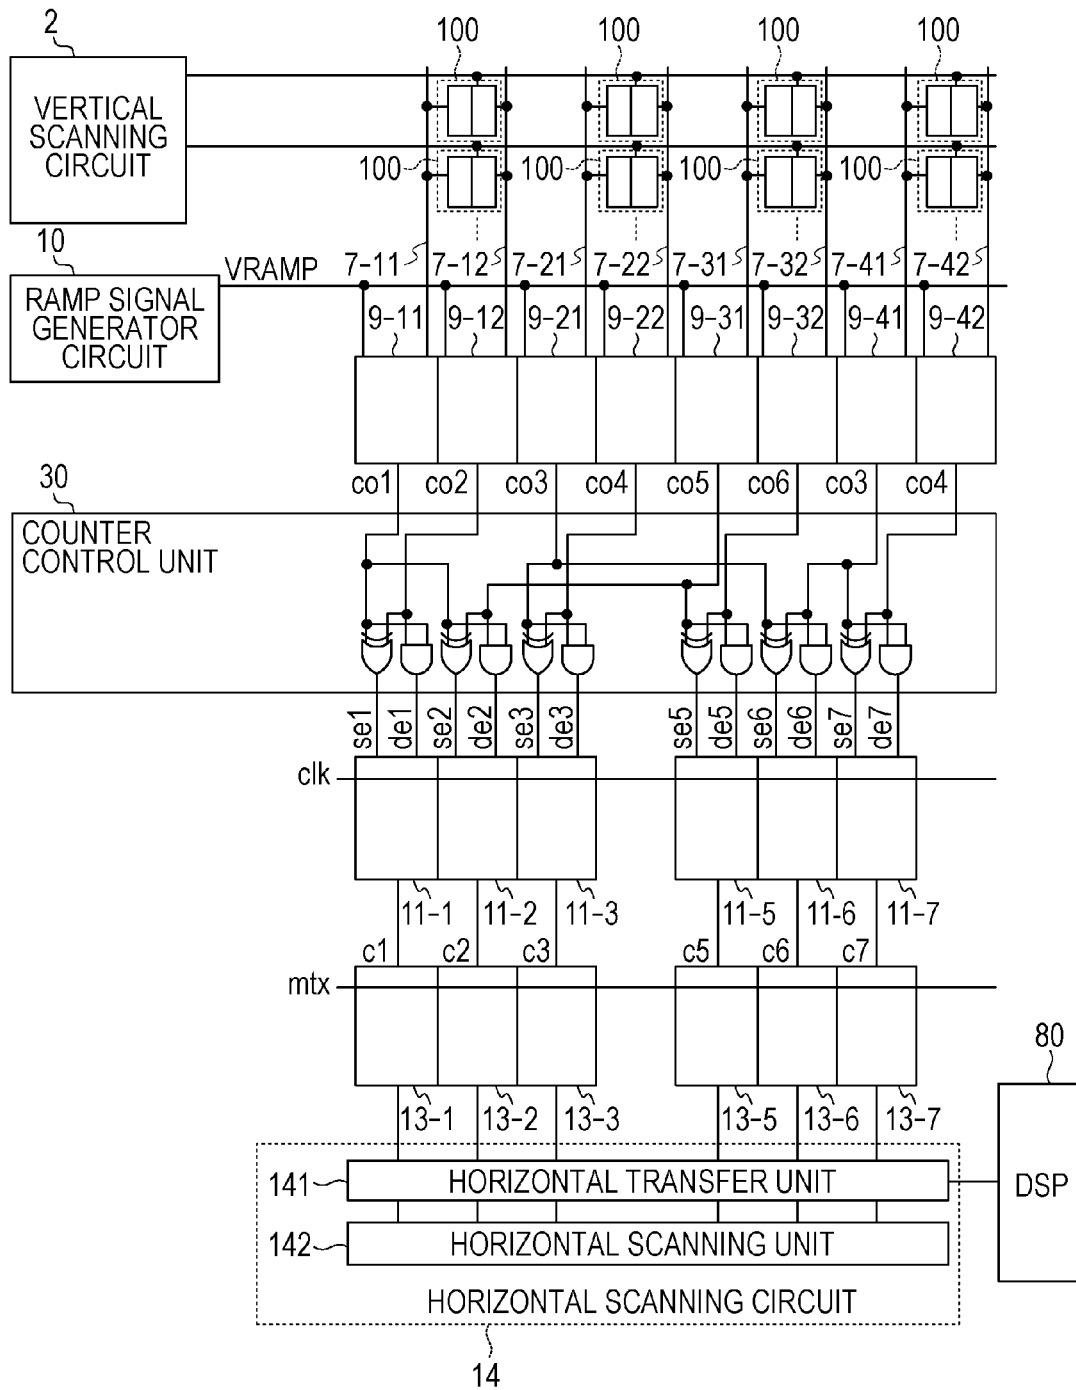 2
100 100 100 100
VERTICAL
SCANNING
CIRCUIT
100 100 100 100
10
VRAMP
7-11 7-12 7-21 7-22 7-31 7-32 7-41 7-42
RAMP SIGNAL
GENERATOR
CIRCUIT
9-11 9-12 9-21 9-22 9-31 9-32 9-41 9-42
30
co1 co2 co3 co4 co5 co6 co3 co4
COUNTER
CONTROL UNIT
se1 de1 se2 de2 se3 de3 se5 de5 se6 de6 se7 de7
clk
11-1 11-2 11-3 11-5 11-6 11-7
c1 c2 c3 c5 c6 c7
mtx
80
13-1 13-2 13-3 13-5 13-6 13-7
141 HORIZONTAL TRANSFER UNIT
DSP
142 HORIZONTAL SCANNING UNIT
HORIZONTAL SCANNING CIRCUIT
14